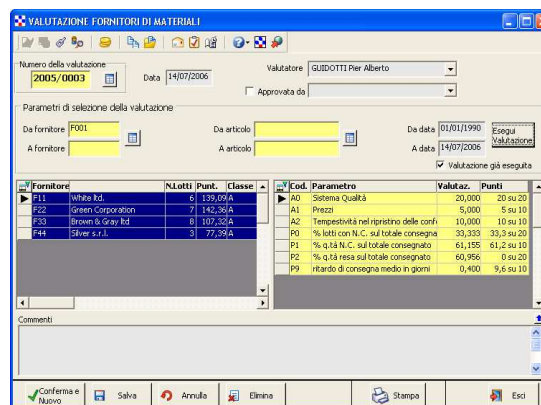 VALUTAZIONE FORNITORI DI MATERIALI
Numero della valutazione
2005/0003
Data 14/07/2006
Valutatore GUIDOTTI Pier Alberto
Approvata da
Parametri di selezione della valutazione
Da fornitore F001
Da articolo
Da data 01/01/1990
Esegui Valutazione
A fornitore
A articolo
A data 14/07/2006
Valutazione già eseguita
Fornitore N.Lotti Punt. Classe
F11 White ltd. 6 139,09 A
F22 Green Corporation 7 142,36 A
F33 Brown & Gray ltd 8 107,32 A
F44 Silver s.r.l. 3 77,39 A
Cod. Parametro Valutaz. Punti
A0 Sistema Qualità 20,000 20 su 20
A1 Prezzi 5,000 5 su 10
A2 Tempestività nel ripristino delle conf 10,000 10 su 10
P0 % lotti con N.C. sul totale consegna 33,333 33,3 su 20
P1 % q.tà N.C. sul totale consegnato 61,155 61,2 su 10
P2 % q.tà resa sul totale consegnato 60,956 0 su 20
P9 ritardo di consegna medio in giorni 0,400 9,6 su 10
Commenti
Conferma e Nuovo
Salva
Annulla
Elimina
Stampa
Esci